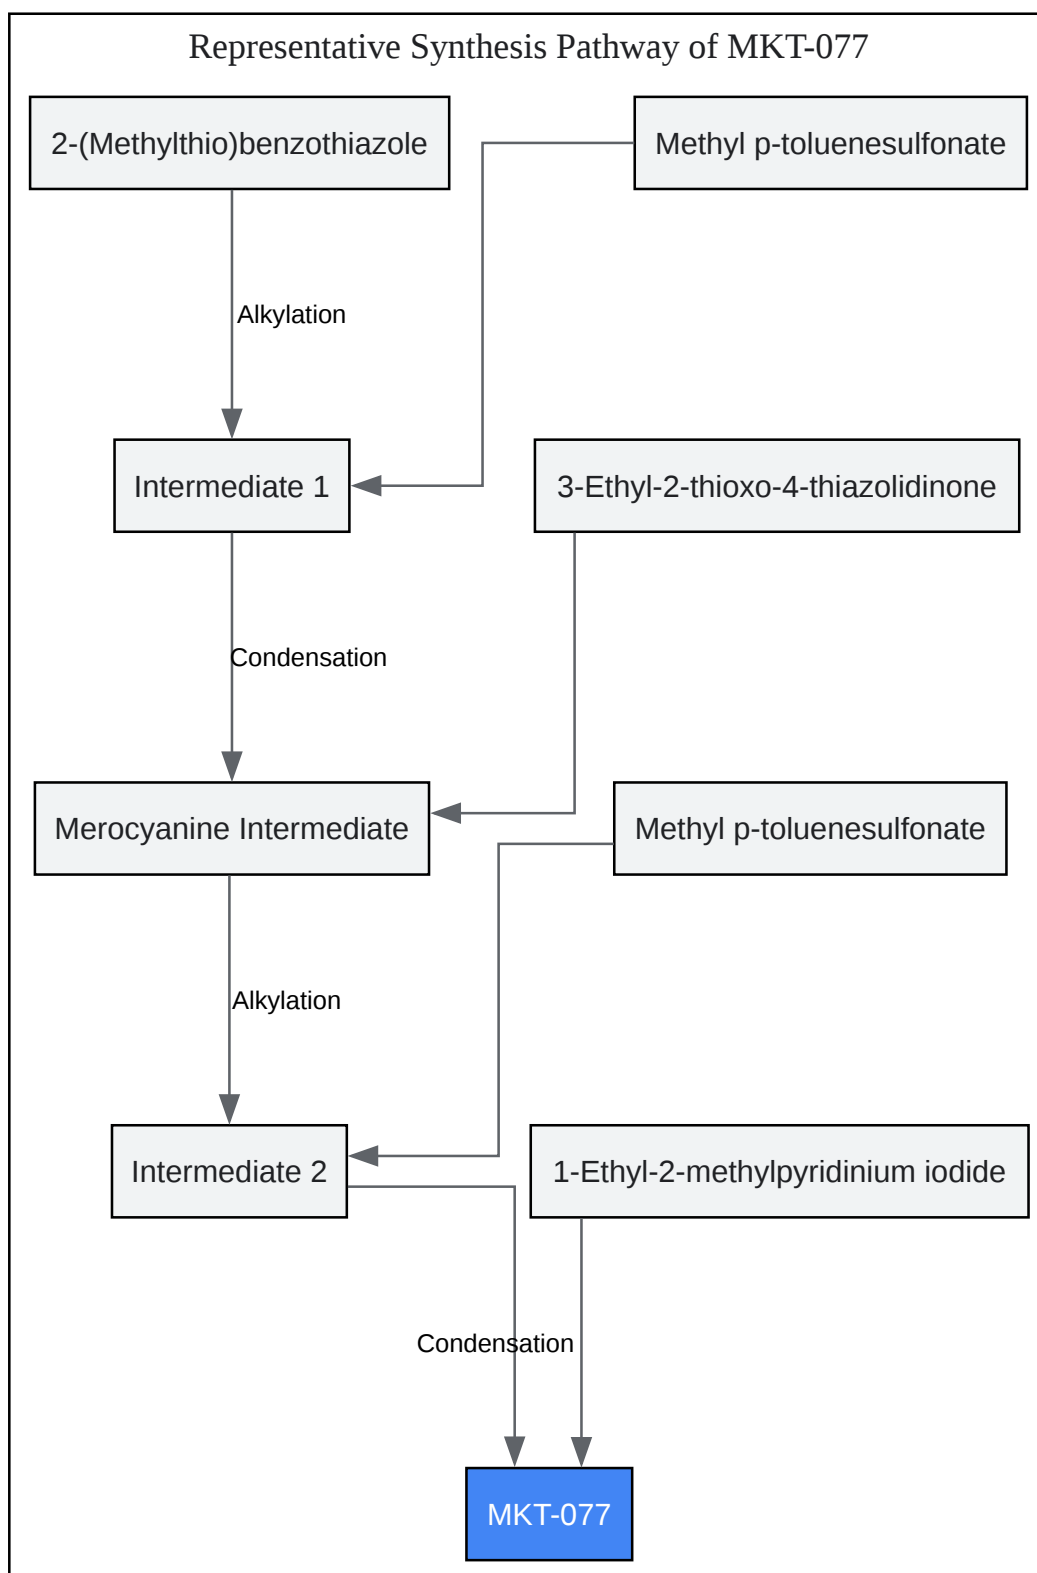 Representative Synthesis Pathway of MKT-077
2-(Methylthio)benzothiazole
Methyl p-toluenesulfonate
Alkylation
Intermediate 1
3-Ethyl-2-thioxo-4-thiazolidinone
Condensation
Merocyanine Intermediate
Methyl p-toluenesulfonate
Alkylation
Intermediate 2
1-Ethyl-2-methylpyridinium iodide
Condensation
MKT-077